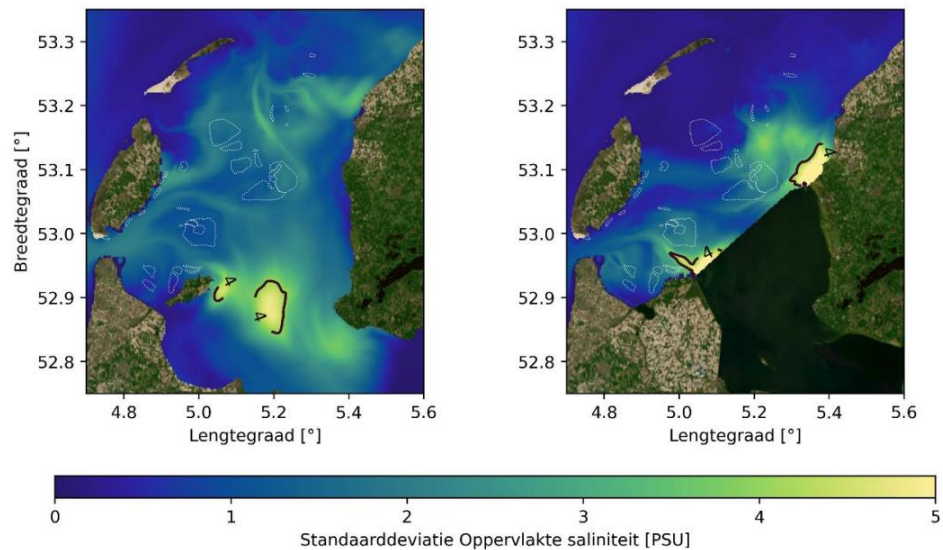 53.3
53.2
53.1
53.0
52.9
52.8
Breedtegraad [°]
4
4
4.8 5.0 5.2 5.4 5.6
Lengtegraad [°]
53.3
53.2
53.1
53.0
52.9
52.8
4
4
4.8 5.0 5.2 5.4 5.6
Lengtegraad [°]
0 1 2 3 4 5
Standaarddeviatie Oppervlakte saliniteit [PSU]